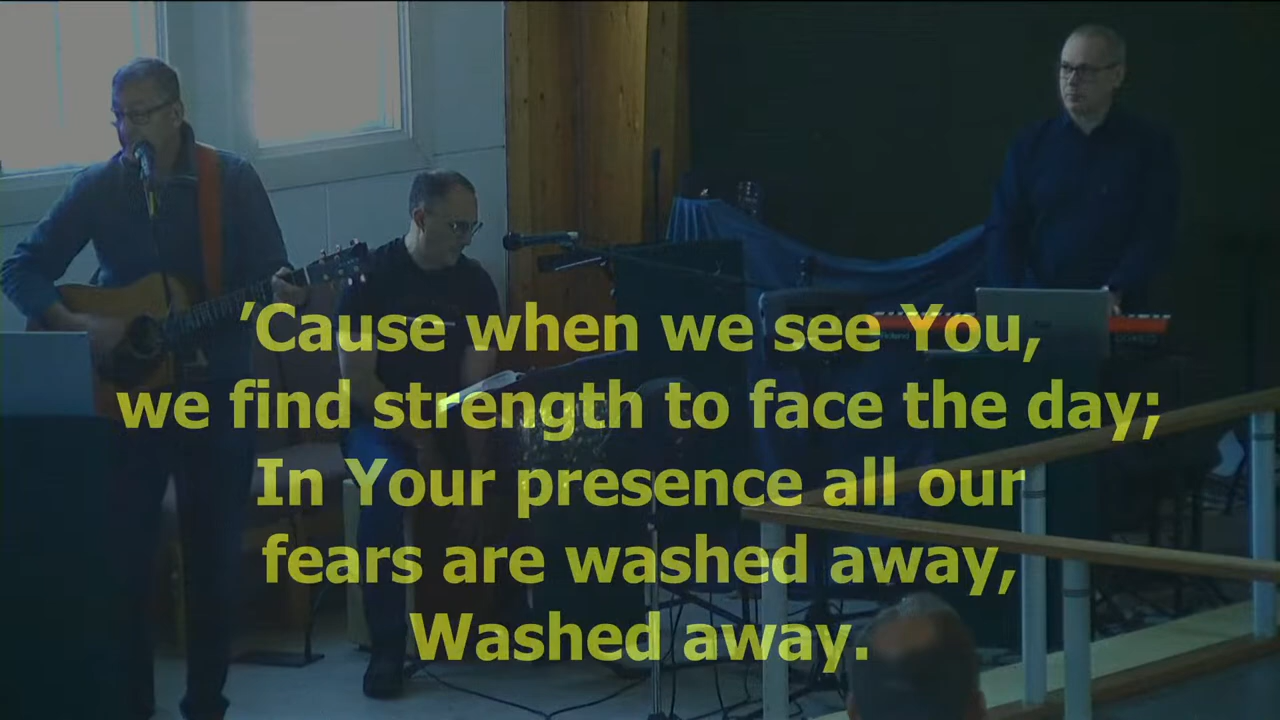 ’Cause when we see You,
we find strength to face the day;
In Your presence all our
fears are washed away,
Washed away.
Roland